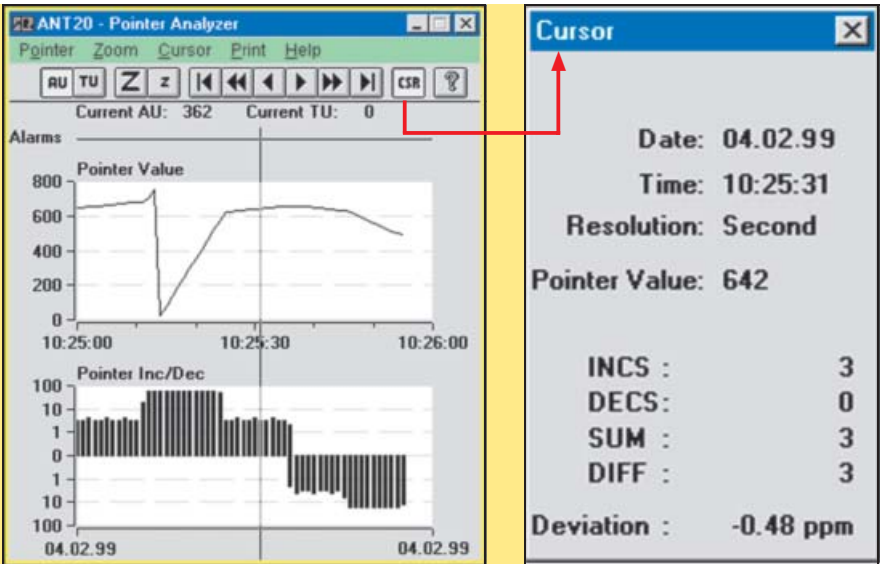 ANT20 - Pointer Analyzer
Pointer Zoom Cursor Print Help
AU TU Z z CSR ?
Current AU: 362 Current TU: 0
Alarms
Pointer Value
800
600
400
200
0
10:25:00 10:25:30 10:26:00
Pointer Inc/Dec
100
10
1
0
1
10
100
04.02.99 04.02.99
Cursor
Date: 04.02.99
Time: 10:25:31
Resolution: Second
Pointer Value: 642
INCS : 3
DECS: 0
SUM : 3
DIFF : 3
Deviation : -0.48 ppm